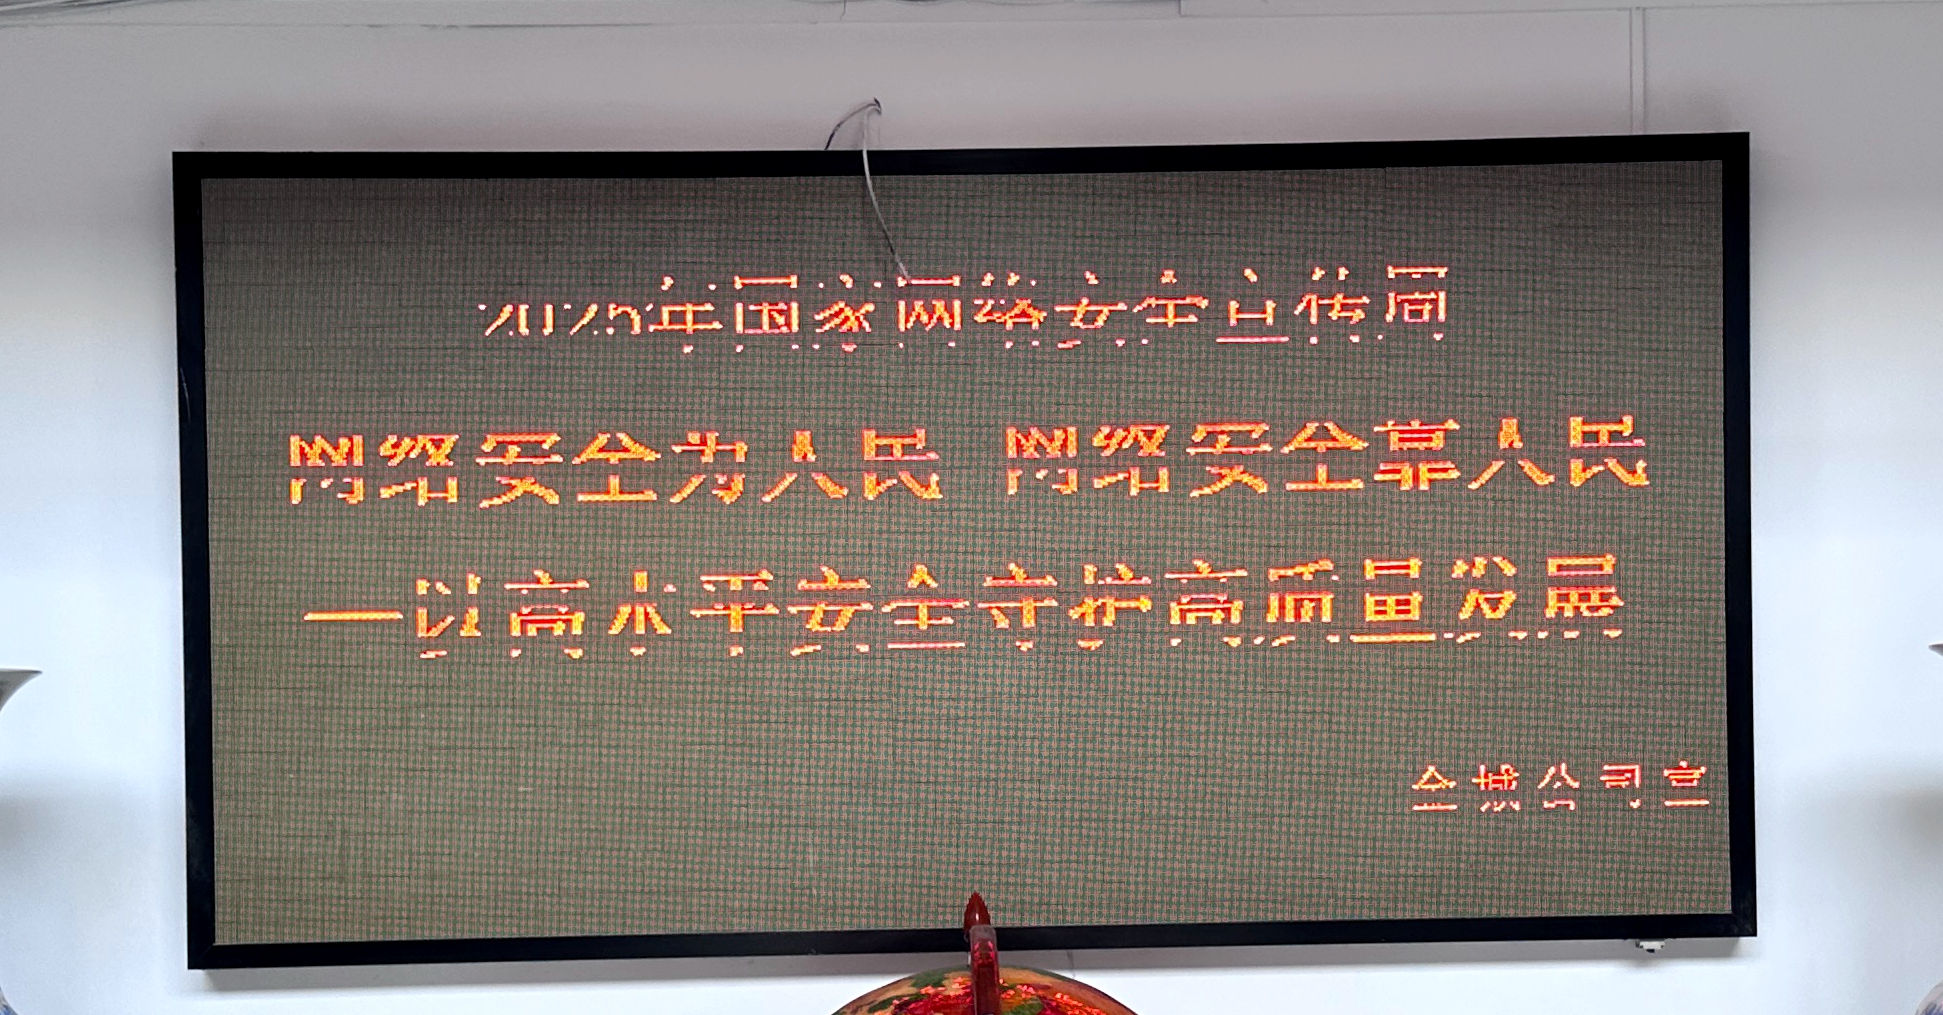 2025年国家网络安全宣传周
网络安全为人民 网络安全靠人民
—以高水平安全守护高质量发展
金城公司宣